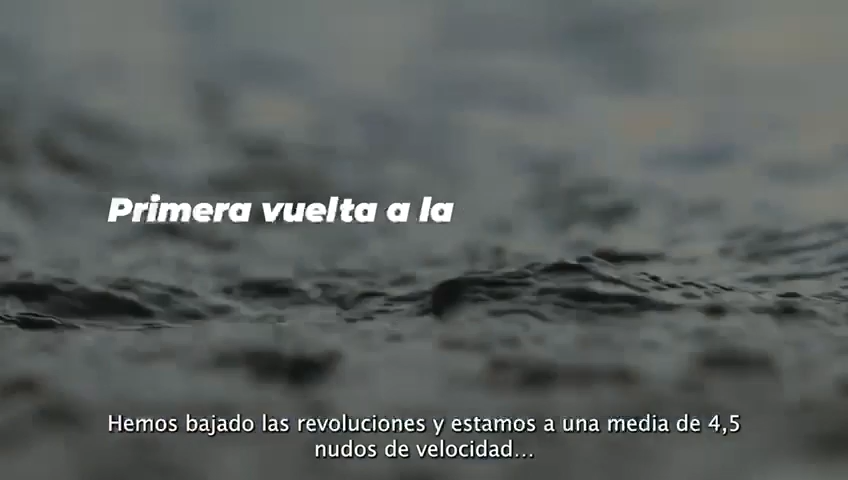 Primera vuelta a la
Hemos bajado las revoluciones y estamos a una media de 4,5
nudos de velocidad...